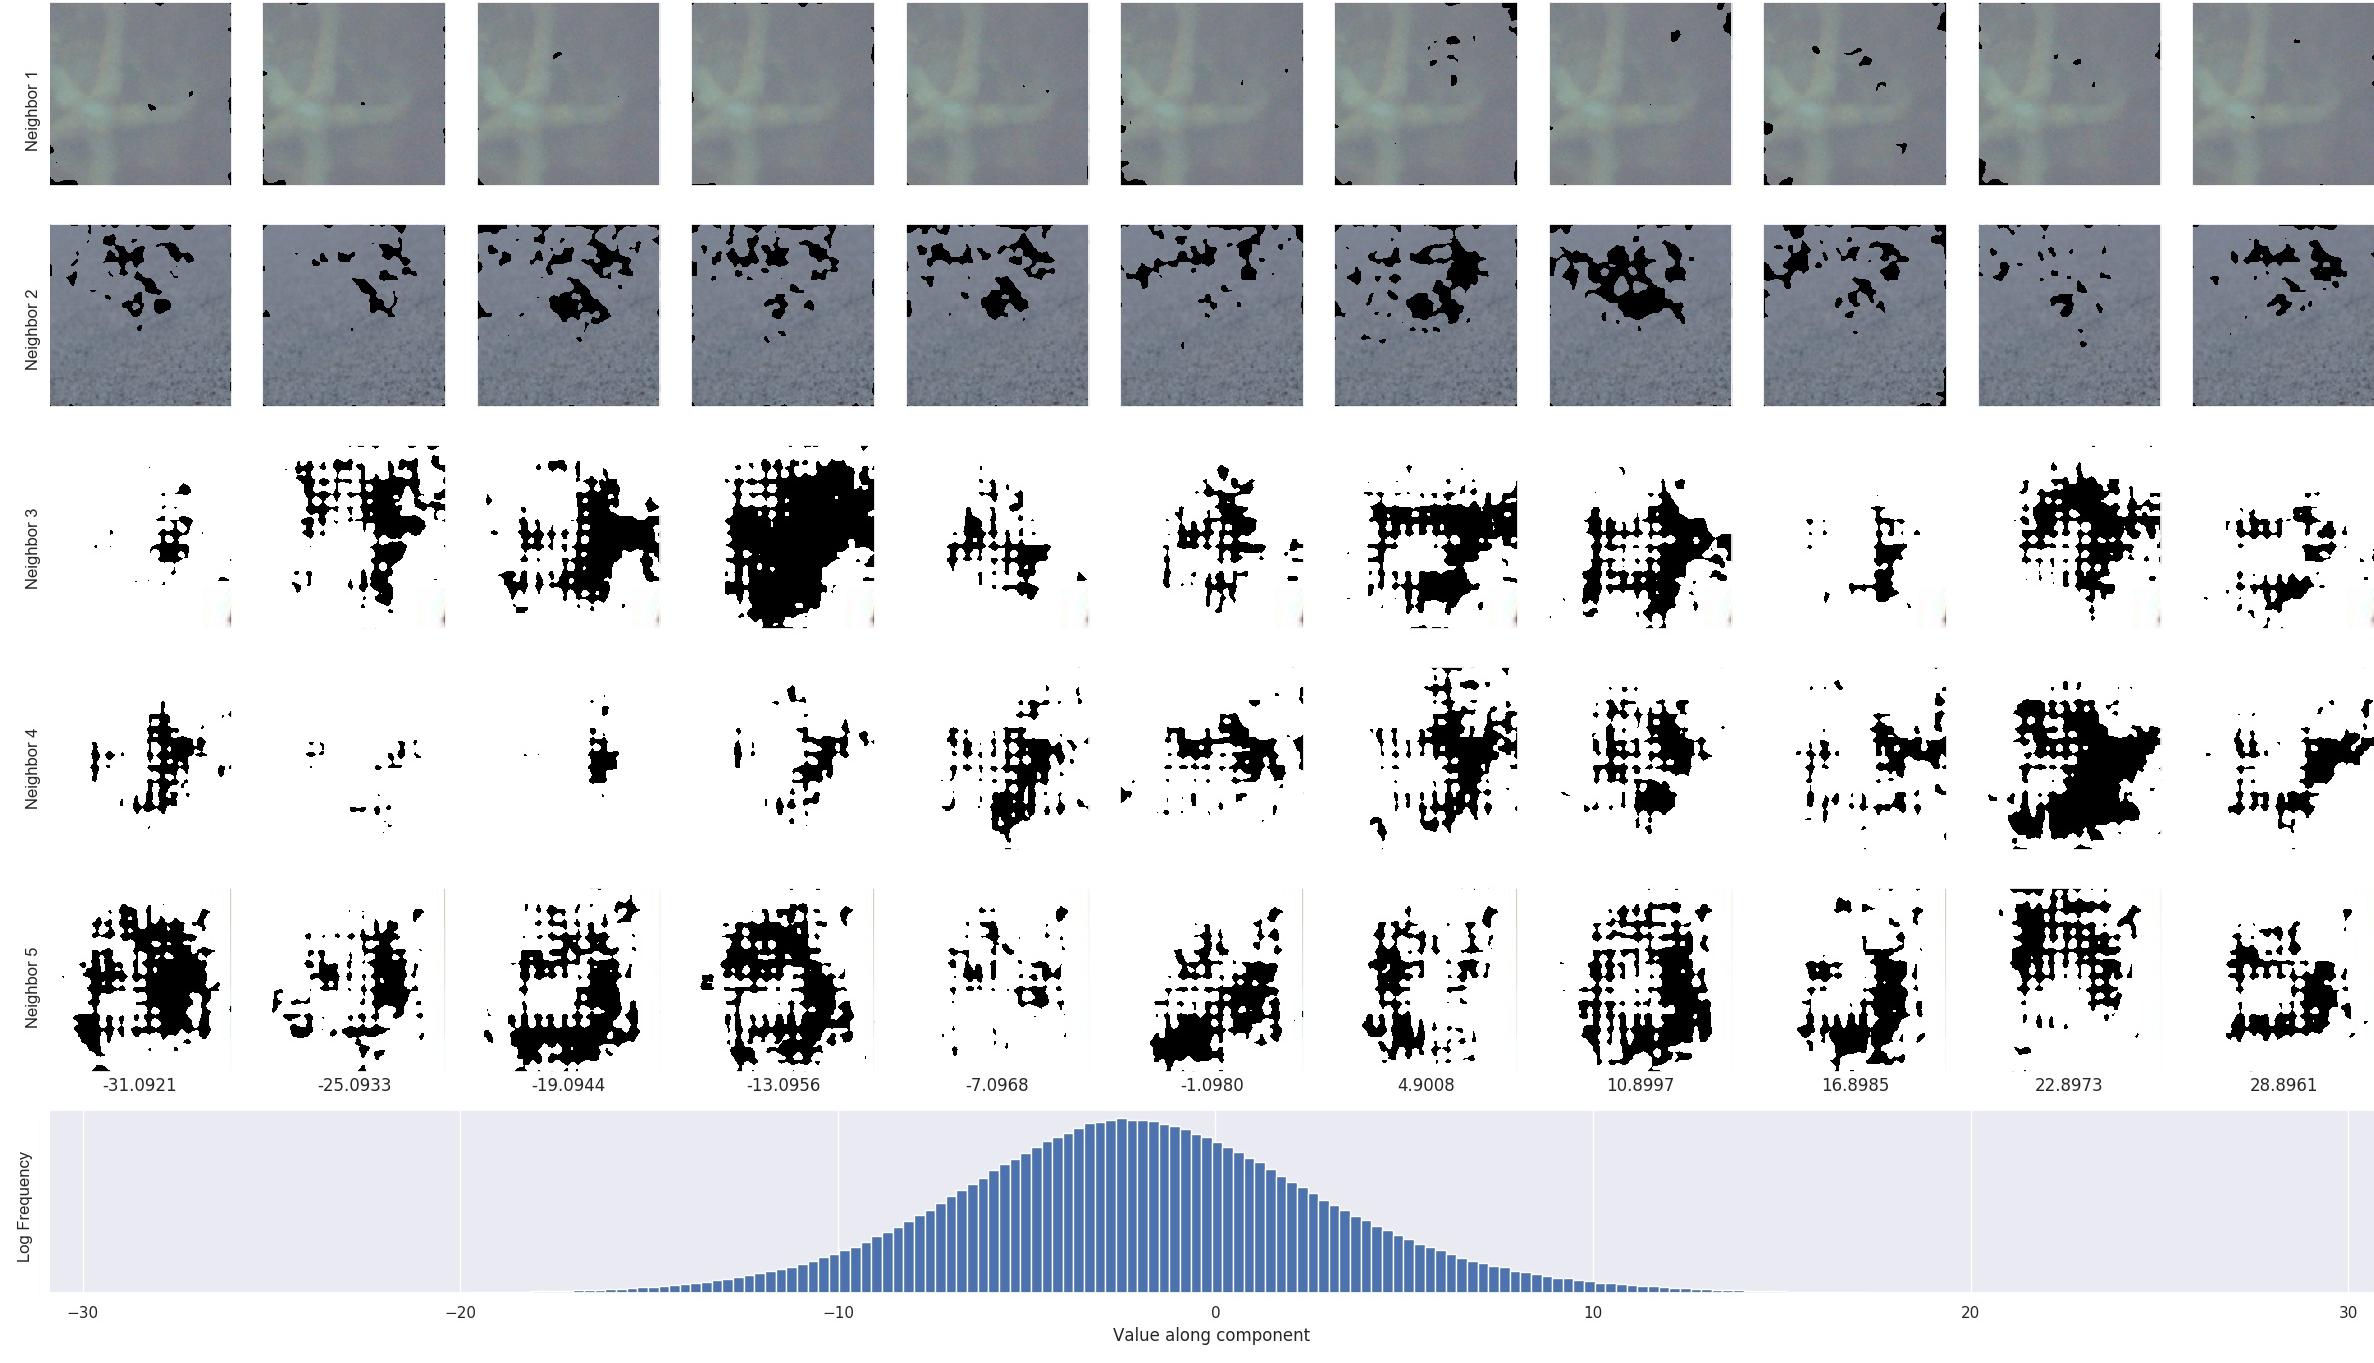 Neighbor 1
Neighbor 2
Neighbor 3
Neighbor 4
Neighbor 5
-31.0921 -25.0933 -19.0944 -13.0956 -7.0968 -1.0980 4.9008 10.8997 16.8985 22.8973 28.8961
Log Frequency
−30 −20 −10 0 10 20 30
Value along component